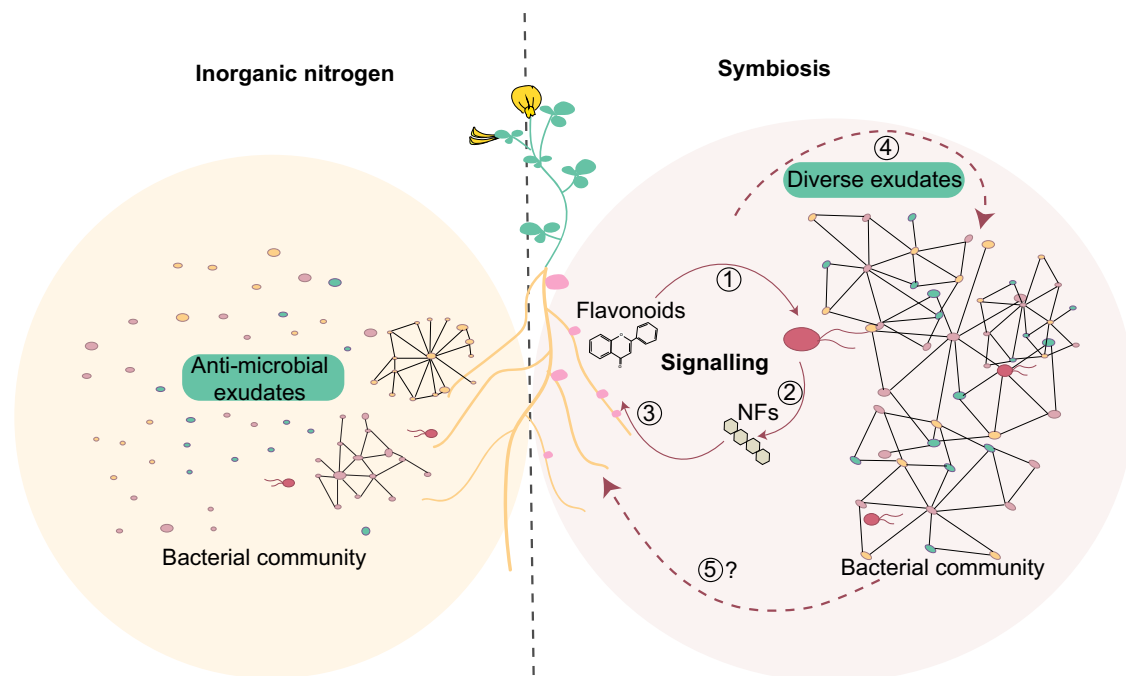 Inorganic nitrogen
Symbiosis
④
Diverse exudates
①
Flavonoids
O
Signalling
Anti-microbial
exudates
②
③
NFs
Bacterial community
⑤?
Bacterial community